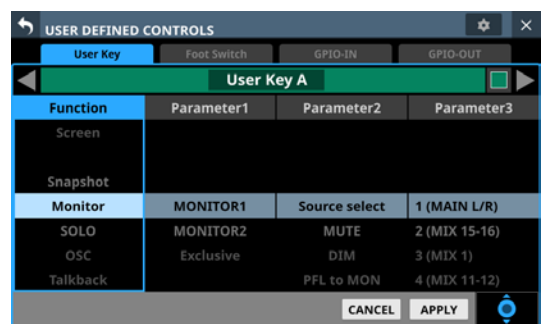 USER DEFINED CONTROLS
User Key Foot Switch GPIO-IN GPIO-OUT
User Key A
Function Parameter1 Parameter2 Parameter3
Screen
Snapshot
Monitor MONITOR1 Source select 1 (MAIN L/R)
SOLO MONITOR2 MUTE 2 (MIX 15-16)
OSC Exclusive DIM 3 (MIX 1)
Talkback PFL to MON 4 (MIX 11-12)
CANCEL APPLY